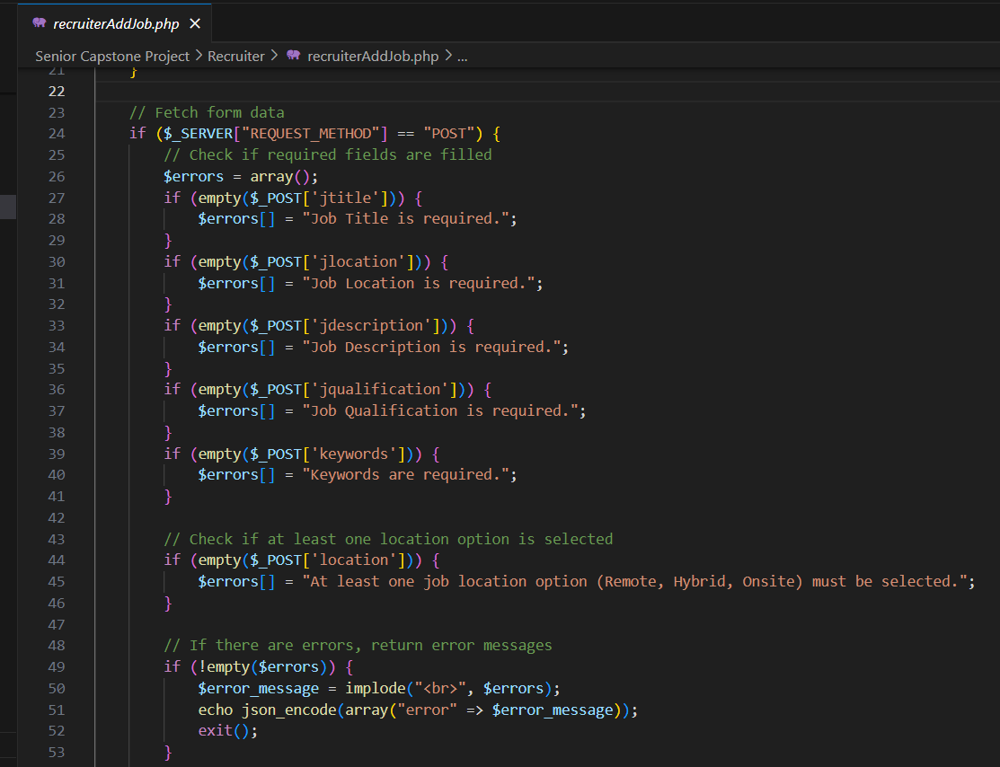 recruiterAddJob.php ×
Senior Capstone Project > Recruiter > recruiterAddJob.php > ...
21 }
22
23 // Fetch form data
24 if ($_SERVER["REQUEST_METHOD"] == "POST") {
25 // Check if required fields are filled
26 $errors = array();
27 if (empty($_POST['jtitle'])) {
28 $errors[] = "Job Title is required.";
29 }
30 if (empty($_POST['jlocation'])) {
31 $errors[] = "Job Location is required.";
32 }
33 if (empty($_POST['jdescription'])) {
34 $errors[] = "Job Description is required.";
35 }
36 if (empty($_POST['jqualification'])) {
37 $errors[] = "Job Qualification is required.";
38 }
39 if (empty($_POST['keywords'])) {
40 $errors[] = "Keywords are required.";
41 }
42
43 // Check if at least one location option is selected
44 if (empty($_POST['location'])) {
45 $errors[] = "At least one job location option (Remote, Hybrid, Onsite) must be selected.";
46 }
47
48 // If there are errors, return error messages
49 if (!empty($errors)) {
50 $error_message = implode("<br>", $errors);
51 echo json_encode(array("error" => $error_message));
52 exit();
53 }